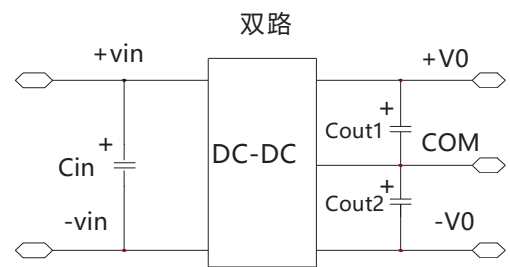 双路
+vin
+V0
+
Cout1
+
Cin
DC-DC
COM
+
Cout2
-vin
-V0